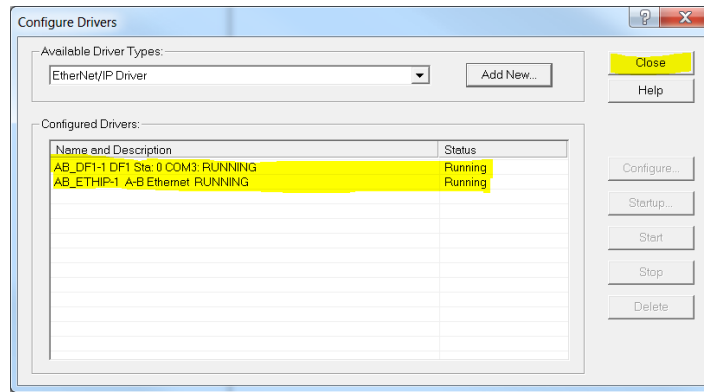 Configure Drivers
Available Driver Types:
EtherNet/IP Driver
Add New...
Close
Help
Configured Drivers:
Name and Description Status
AB_DF1-1 DF1 Sta: 0 COM3: RUNNING Running
AB_ETHIP-1 A-B Ethernet RUNNING Running
Configure...
Startup...
Start
Stop
Delete